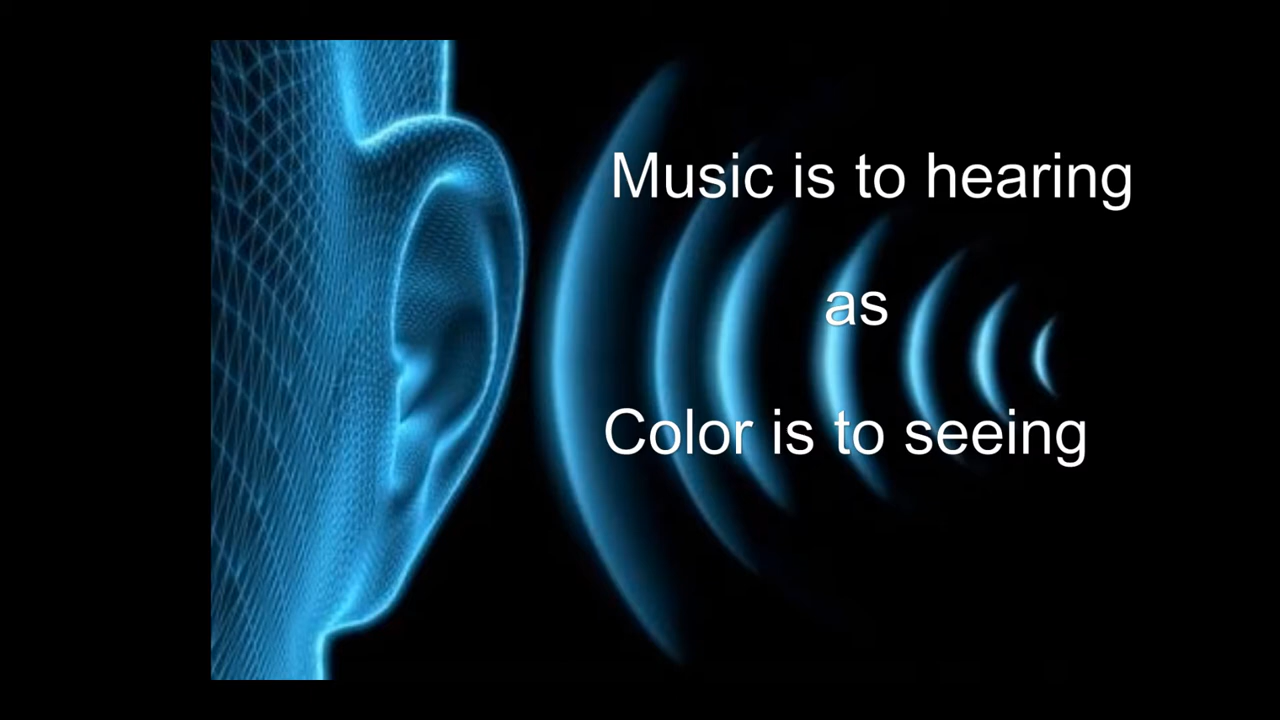 Music is to hearing
as
Color is to seeing